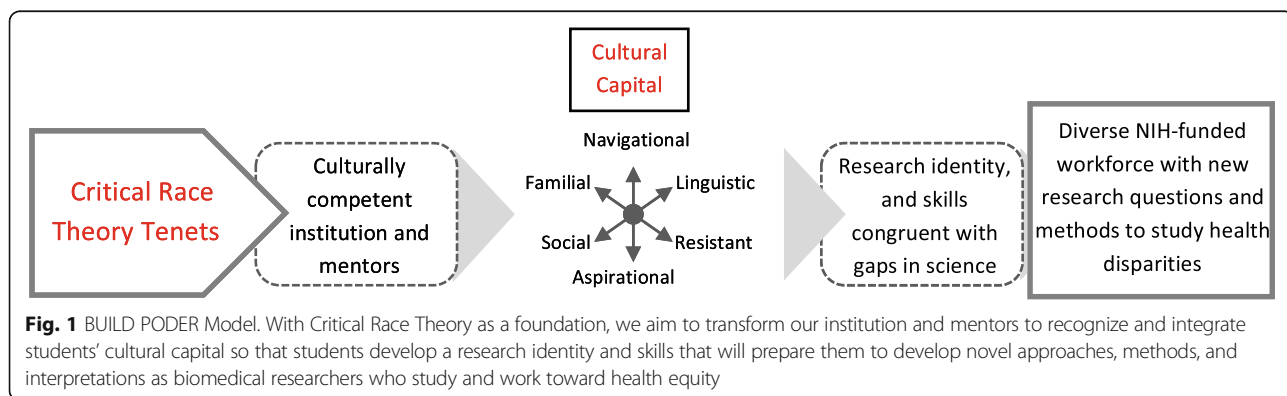 Cultural
Capital
Critical Race
Theory Tenets
Culturally
competent
institution and
mentors
Navigational
Familial
Linguistic
Social
Resistant
Aspirational
Research identity,
and skills
congruent with
gaps in science
Diverse NIH-funded
workforce with new
research questions and
methods to study health
disparities
Fig. 1 BUILD PODER Model. With Critical Race Theory as a foundation, we aim to transform our institution and mentors to recognize and integrate
students’ cultural capital so that students develop a research identity and skills that will prepare them to develop novel approaches, methods, and
interpretations as biomedical researchers who study and work toward health equity